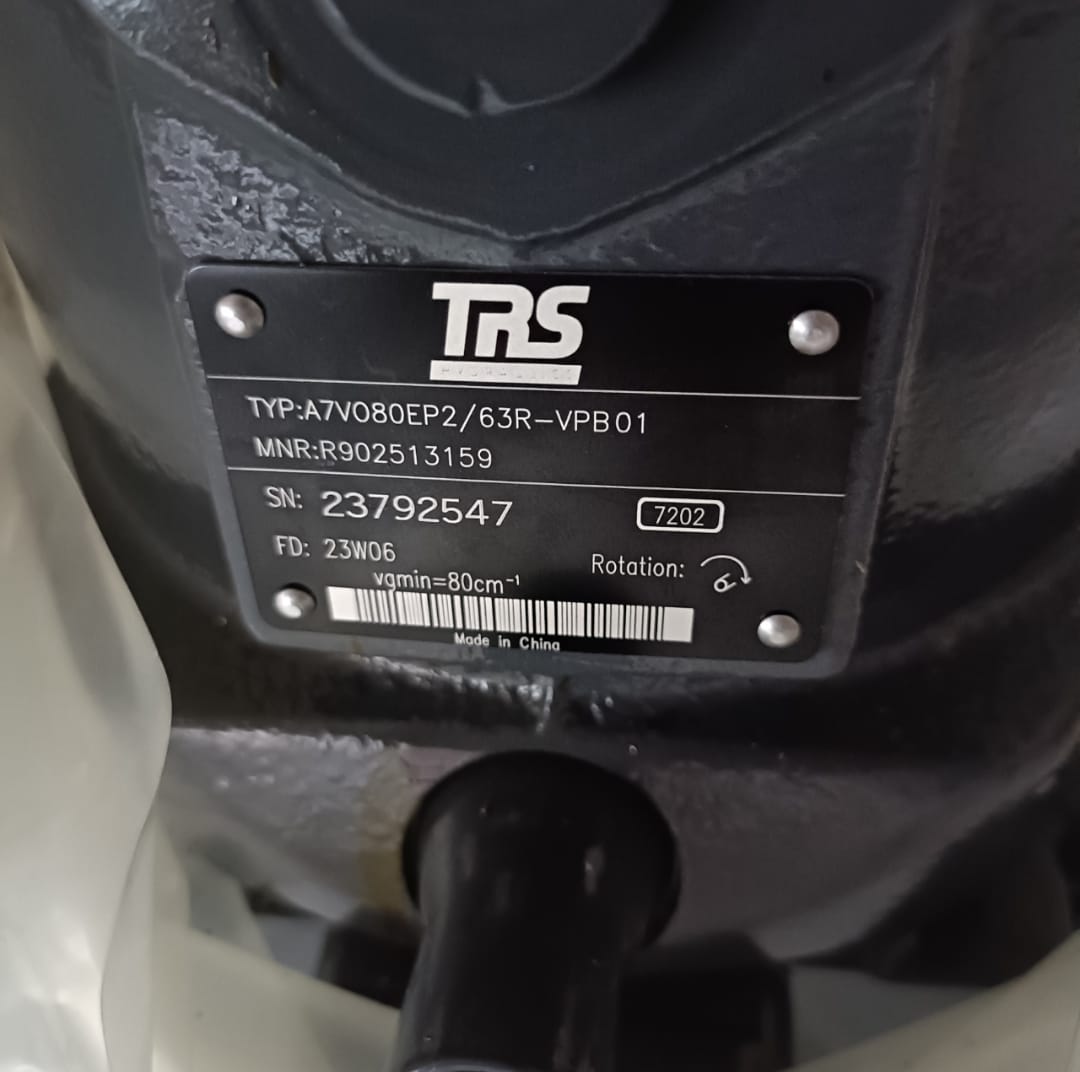 TRS
HYDRAULICS
TYP:A7VO80EP2/63R-VPB01
MNR:R902513159
SN: 23792547
7202
FD: 23W06
Rotation:
vgmin=80cm⁻¹
Made in China